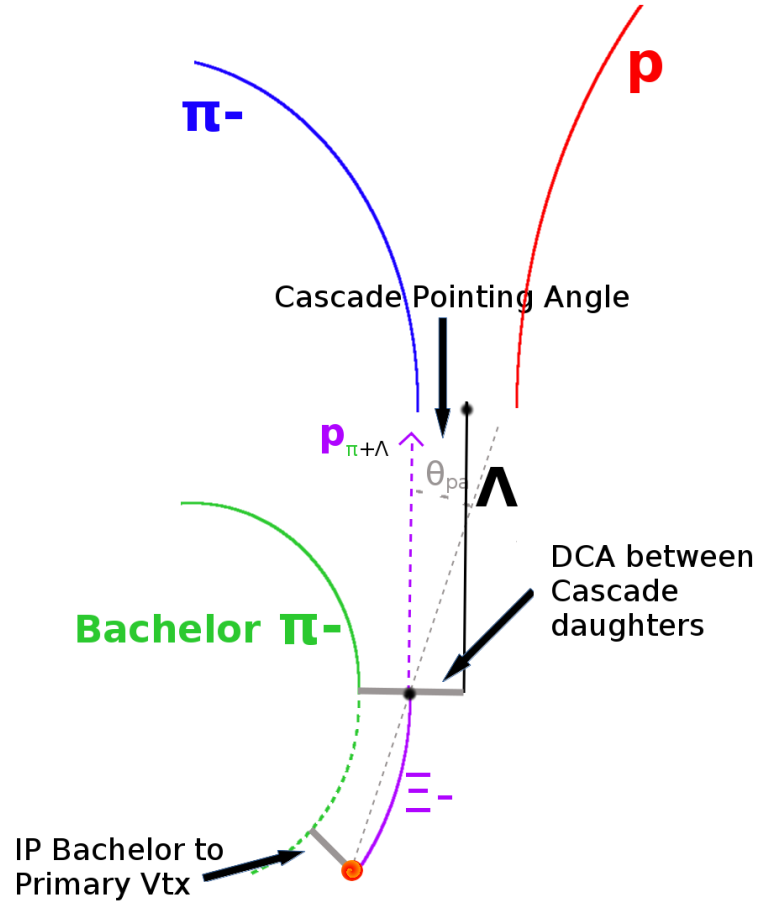 p
π-
Cascade Pointing Angle
pπ+Λ
θpa
Λ
DCA between
Cascade
daughters
Bachelor π-
Ξ-
IP Bachelor to
Primary Vtx